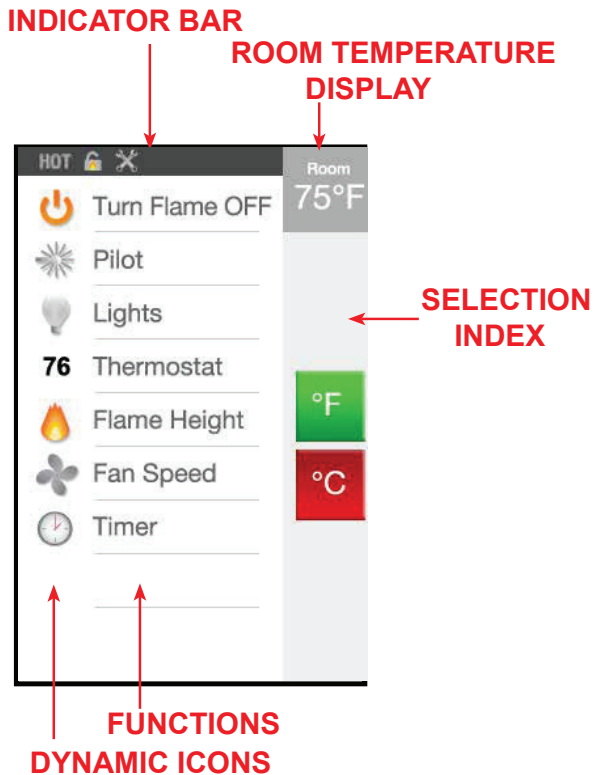 INDICATOR BAR
ROOM TEMPERATURE
DISPLAY
HOT
Room
75°F
Turn Flame OFF
Pilot
Lights
SELECTION
INDEX
76 Thermostat
°F
Flame Height
Fan Speed
°C
Timer
FUNCTIONS
DYNAMIC ICONS